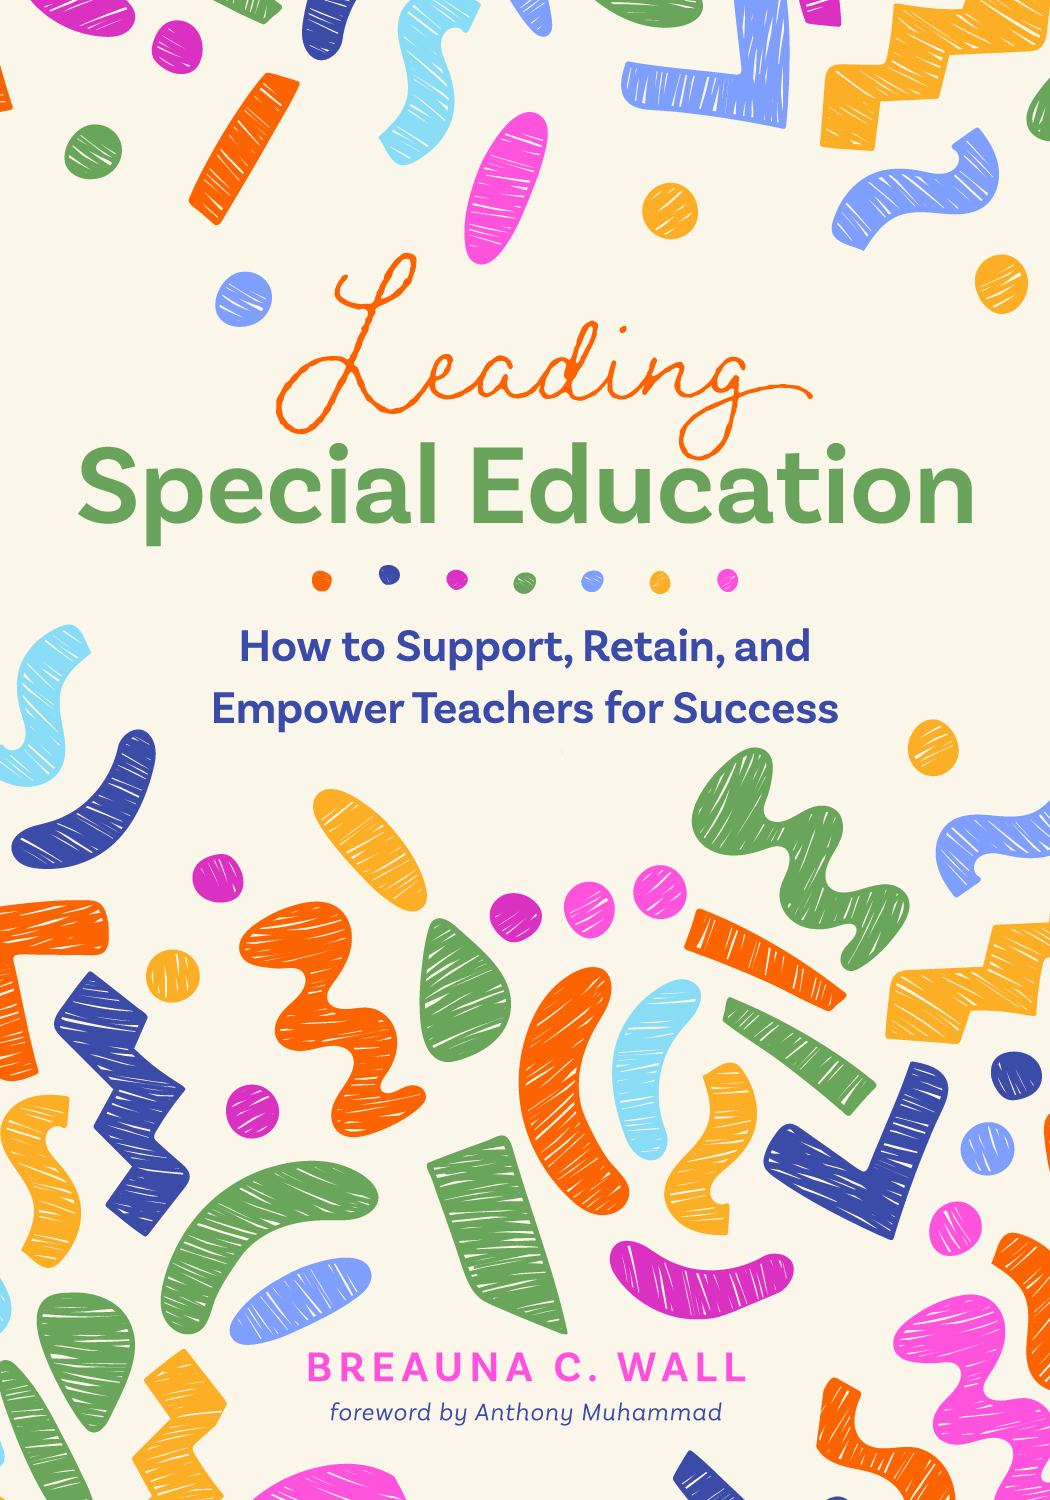 Leading
Special Education
How to Support, Retain, and
Empower Teachers for Success
BREAUNA C. WALL
foreword by Anthony Muhammad